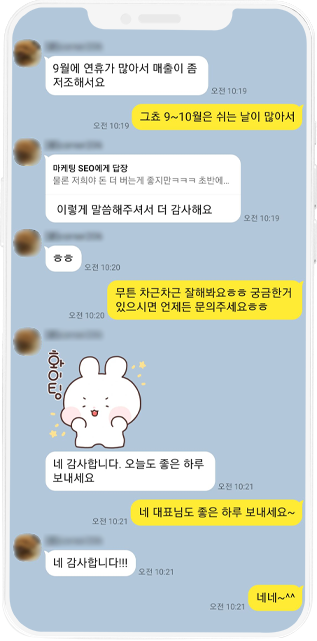 9월에 연휴가 많아서 매출이 좀
저조해서요
오전 10:19
그쵸 9~10월은 쉬는 날이 많아서
오전 10:19
마케팅 SEO에게 답장
물론 저희야 돈 더 버는게 좋지만ㅋㅋㅋ 초반에...
이렇게 말씀해주셔서 더 감사해요
오전 10:19
ㅎㅎ
오전 10:20
무튼 차근차근 잘해봐요ㅎㅎ 궁금한거
있으시면 언제든 문의주세요ㅎㅎ
오전 10:20
화이팅
네 감사합니다. 오늘도 좋은 하루
보내세요
오전 10:21
네 대표님도 좋은 하루 보내세요~
오전 10:21
네 감사합니다!!!
오전 10:21
네네~^^
오전 10:21